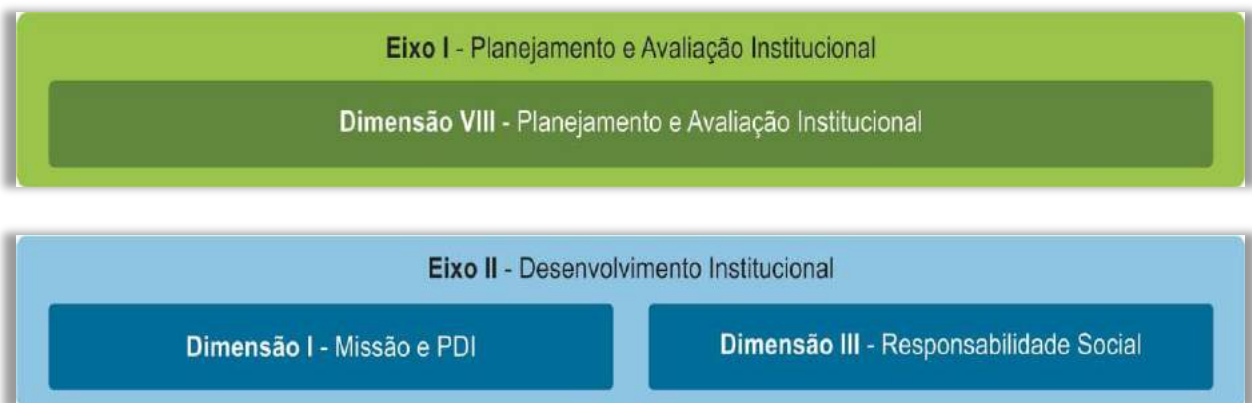 Eixo I - Planejamento e Avaliação Institucional
Dimensão VIII - Planejamento e Avaliação Institucional
Eixo II - Desenvolvimento Institucional
Dimensão I - Missão e PDI
Dimensão III - Responsabilidade Social